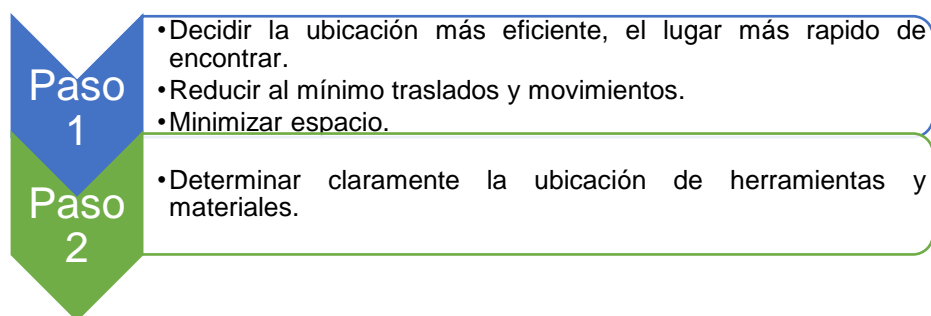 Paso
1
•Decidir la ubicación más eficiente, el lugar más rapido de
encontrar.
•Reducir al mínimo traslados y movimientos.
•Minimizar espacio.
Paso
2
•Determinar claramente la ubicación de herramientas y
materiales.